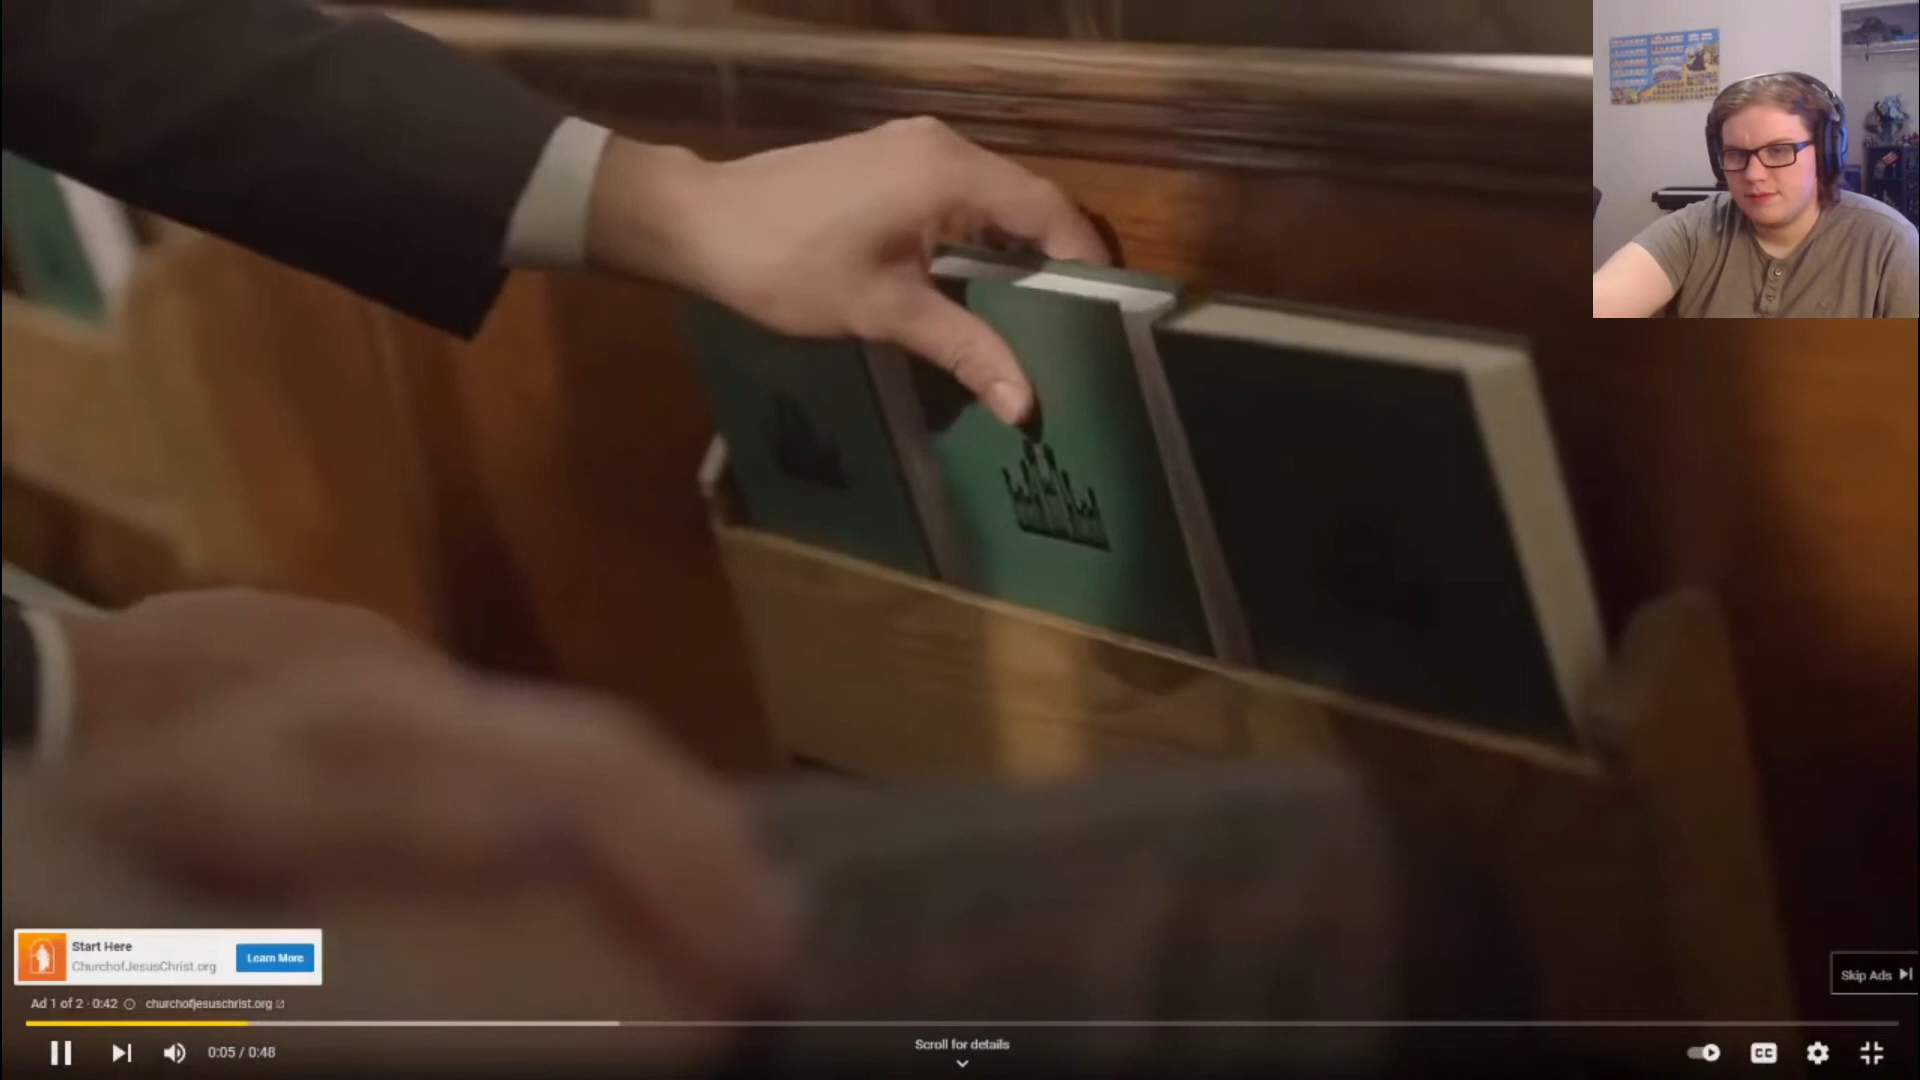 Start Here
ChurchofJesusChrist.org
Learn More
Skip Ads
Ad 1 of 2 · 0:42
churchofjesuschrist.org
0:05 / 0:48
Scroll for details
CC